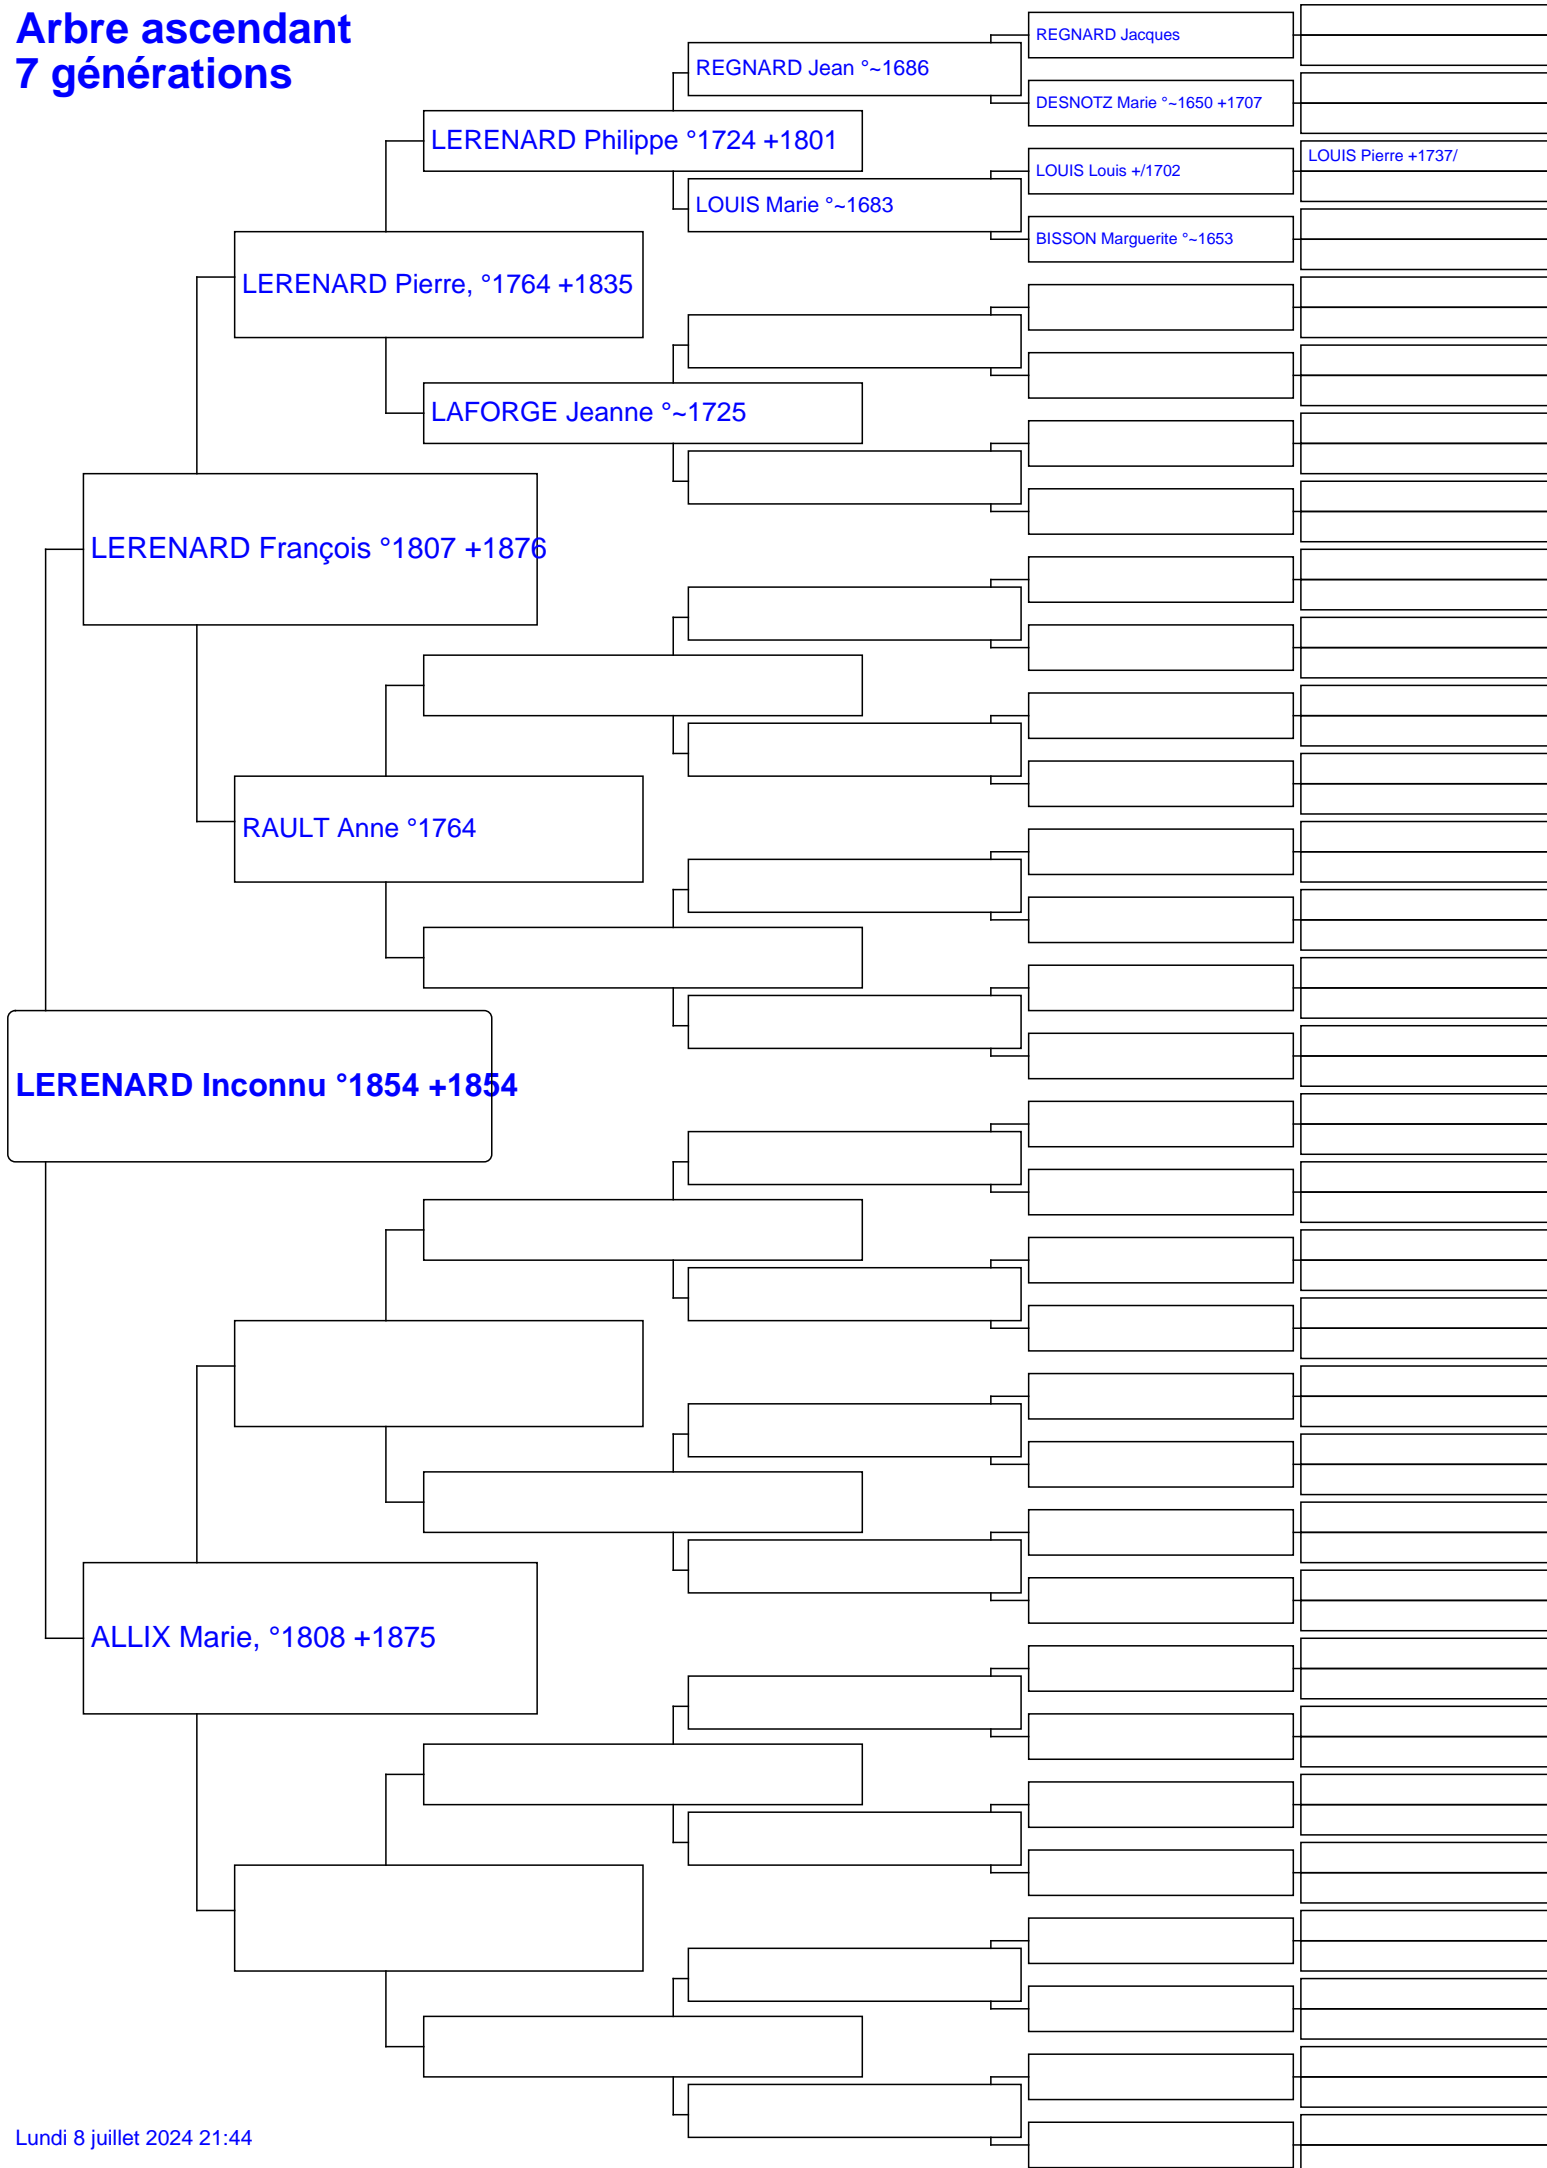 Arbre ascendant
7 générations
REGNARD Jacques
REGNARD Jean °~1686
DESNOTZ Marie °~1650 +1707
LERENARD Philippe °1724 +1801
LOUIS Pierre +1737/
LOUIS Louis +/1702
LOUIS Marie °~1683
BISSON Marguerite °~1653
LERENARD Pierre, °1764 +1835
LAFORGE Jeanne °~1725
LERENARD François °1807 +1876
RAULT Anne °1764
LERENARD Inconnu °1854 +1854
ALLIX Marie, °1808 +1875
Lundi 8 juillet 2024 21:44